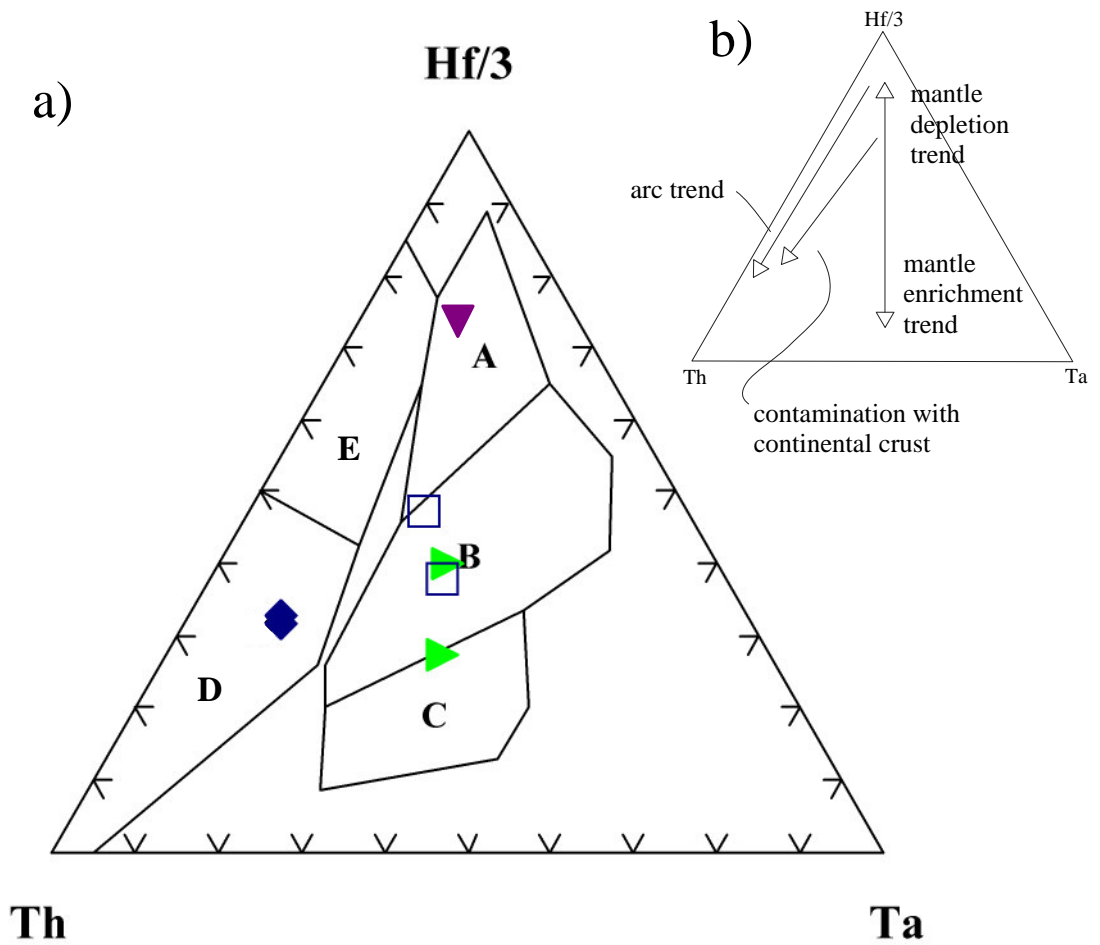 a)
Hf/3
A
E
B
D
C
Th
Ta
b)
Hf/3
mantle
depletion
trend
arc trend
mantle
enrichment
trend
Th
Ta
contamination with
continental crust